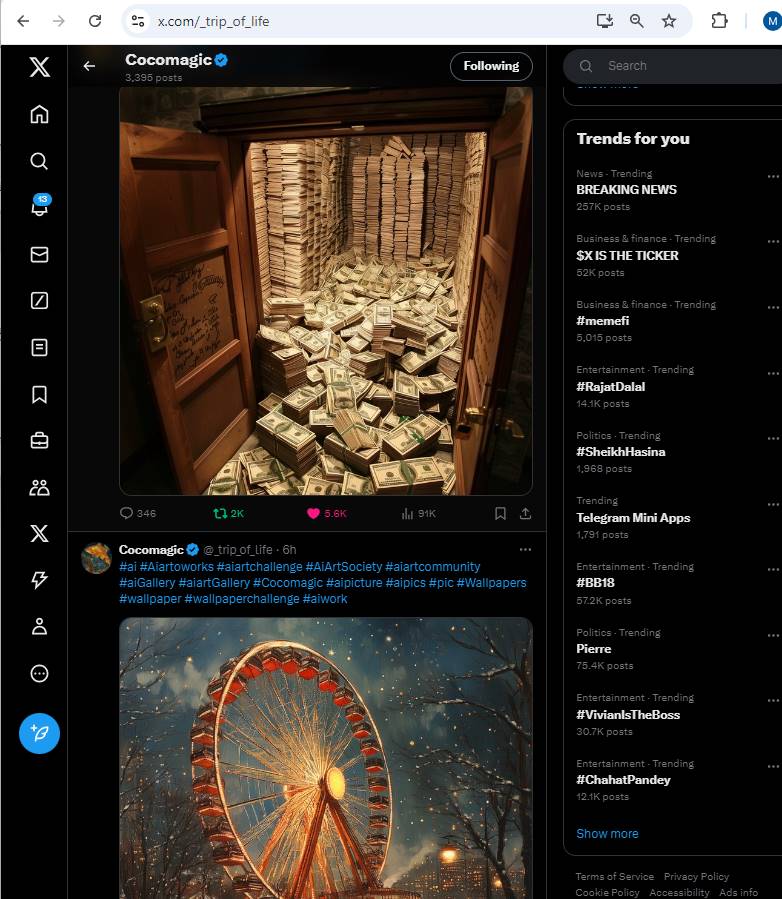 x.com/_trip_of_life
M
Cocomagic
3,395 posts
Following
13
346
2K
5.6K
91K
Cocomagic @_trip_of_life · 6h
#ai #Aiartoworks #aiartchallenge #AiArtSociety #aiartcommunity
#aiGallery #aiartGallery #Cocomagic #aipicture #aipics #pic #Wallpapers
#wallpaper #wallpaperchallenge #aiwork
Search
Show more
Trends for you
News · Trending
BREAKING NEWS
257K posts
Business & finance · Trending
$X IS THE TICKER
52K posts
Business & finance · Trending
#memefi
5,015 posts
Entertainment · Trending
#RajatDalal
14.1K posts
Politics · Trending
#SheikhHasina
1,968 posts
Trending
Telegram Mini Apps
1,791 posts
Entertainment · Trending
#BB18
57.2K posts
Politics · Trending
Pierre
75.4K posts
Entertainment · Trending
#VivianIsTheBoss
30.7K posts
Entertainment · Trending
#ChahatPandey
12.1K posts
Show more
Terms of Service Privacy Policy
Cookie Policy Accessibility Ads info